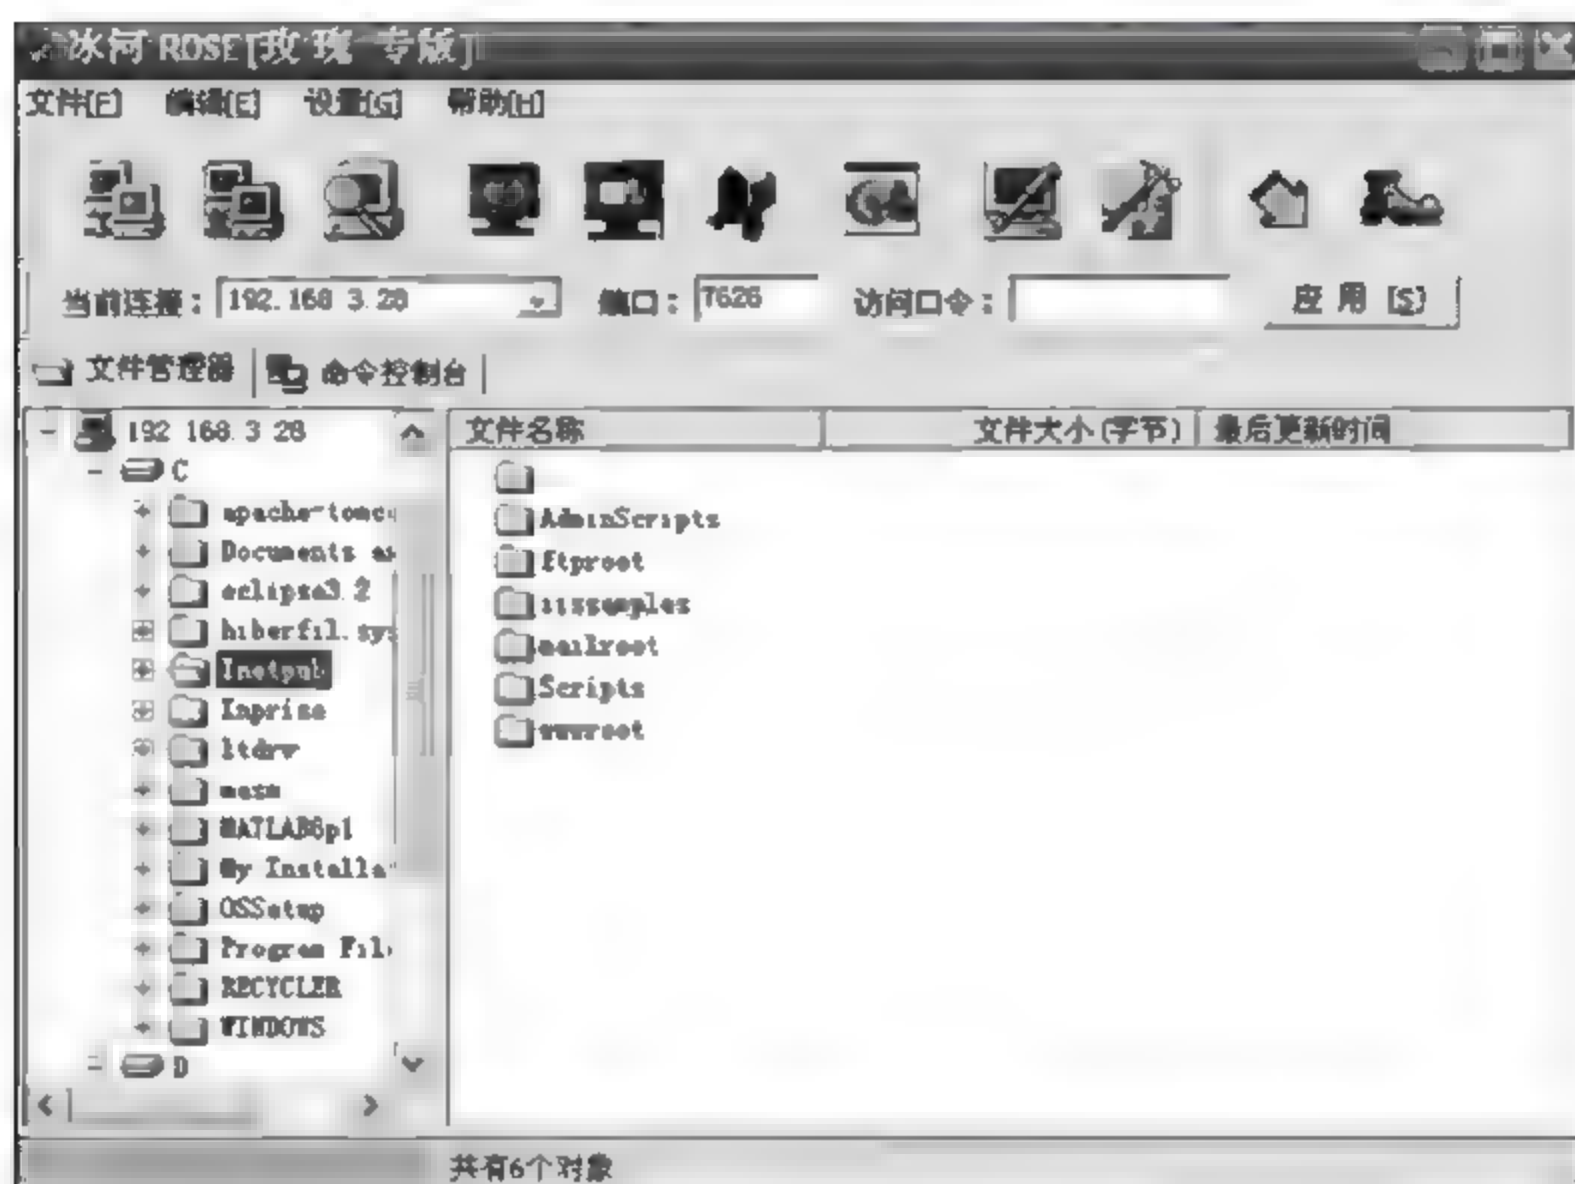 冰河 ROSE[玫瑰 专版]
文件[F] 编辑[E] 设置[G] 帮助[H]
当前连接： 192.168.3.28 端口： 7626 访问口令： 应 用 [S]
文件管理器 命令控制台
192.168.3.28
C
apache-tomc
Documents
eclipse3.2
hiberfil.sys
Inetpub
Inprise
ltdrv
masm
MATLAB6p1
My Installa
OSSetup
Program Fil
RECYCLER
WINDOWS
D
文件名称 文件大小(字节) 最后更新时间
AdminScripts
ftproot
iissamples
mailroot
Scripts
wwwroot
共有6个对象